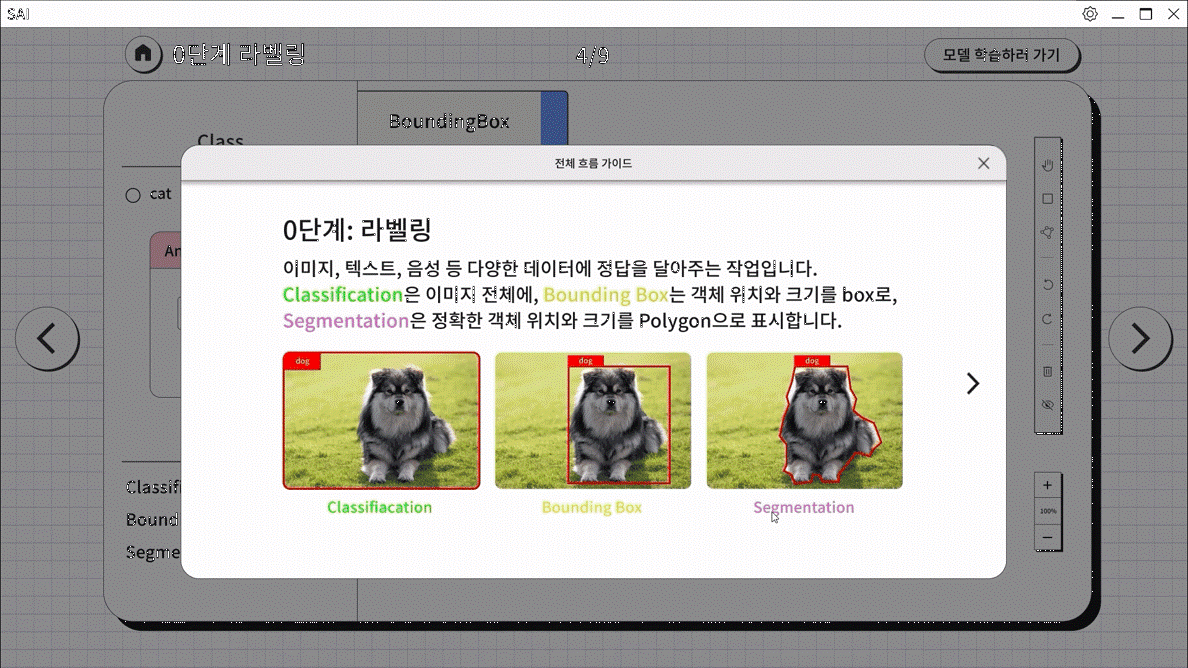 SAI
0단계 라벨링
4/9
모델 학습하러 가기
Class
BoundingBox
전체 흐름 가이드
cat
An
0단계: 라벨링
이미지, 텍스트, 음성 등 다양한 데이터에 정답을 달아주는 작업입니다.
Classification은 이미지 전체에, Bounding Box는 객체 위치와 크기를 box로,
Segmentation은 정확한 객체 위치와 크기를 Polygon으로 표시합니다.
dog
dog
dog
Classifiacation
Bounding Box
Segmentation
Classifi
Bound
Segme
100%